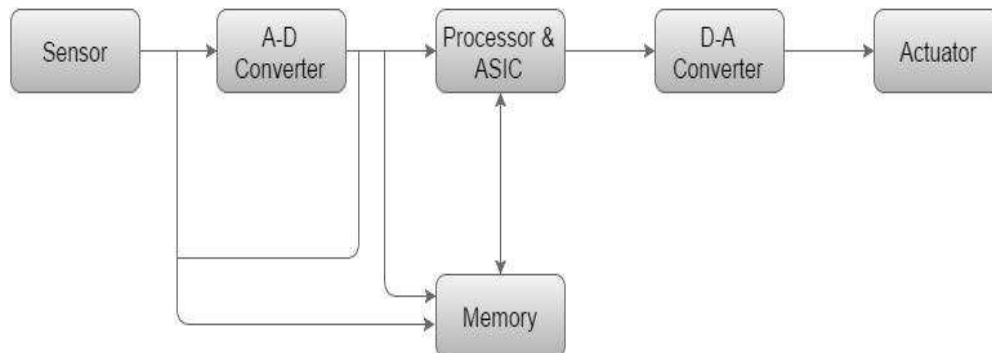 Sensor
A-D
Converter
Processor &
ASIC
D-A
Converter
Actuator
Memory